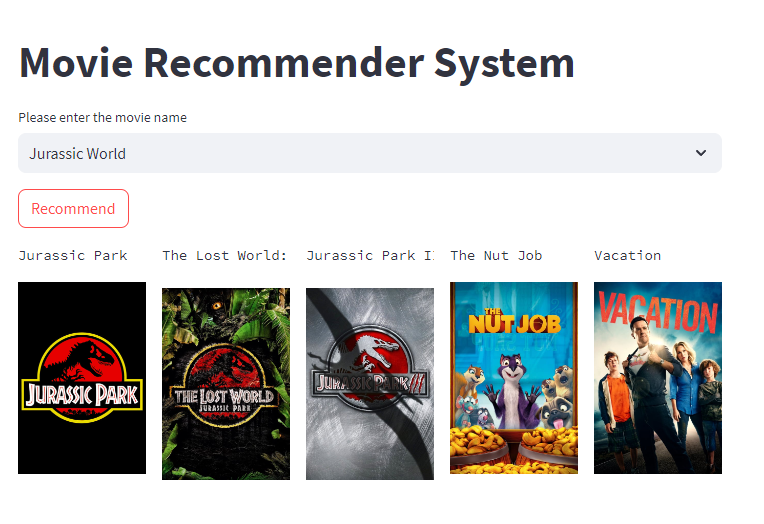 Movie Recommender System
Please enter the movie name
Jurassic World
Recommend
Jurassic Park
The Lost World:
Jurassic Park I
The Nut Job
Vacation
JURASSIC PARK
THE LOST WORLD
JURASSIC PARK
JURASSIC PARK ///
THE
NUT JOB
VACATION